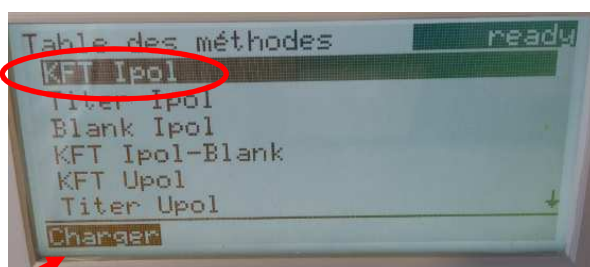 Table des méthodes ready
KFT Ipol
Titer Ipol
Blank Ipol
KFT Ipol-Blank
KFT Upol
Titer Upol
Charger